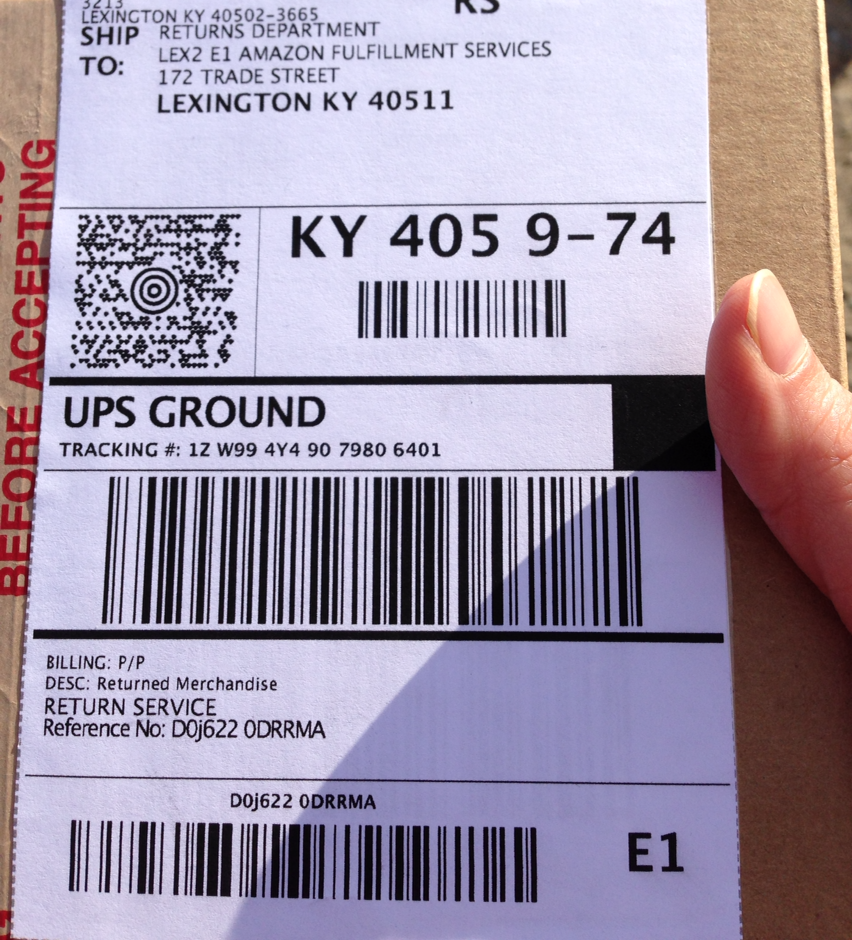 3213
LEXINGTON KY 40502-3665
RS
SHIP TO:
RETURNS DEPARTMENT
LEX2 E1 AMAZON FULFILLMENT SERVICES
172 TRADE STREET
LEXINGTON KY 40511
KY 405 9-74
UPS GROUND
TRACKING #: 1Z W99 4Y4 90 7980 6401
BILLING: P/P
DESC: Returned Merchandise
RETURN SERVICE
Reference No: D0j622 0DRRMA
D0j622 0DRRMA
E1
BEFORE ACCEPTING